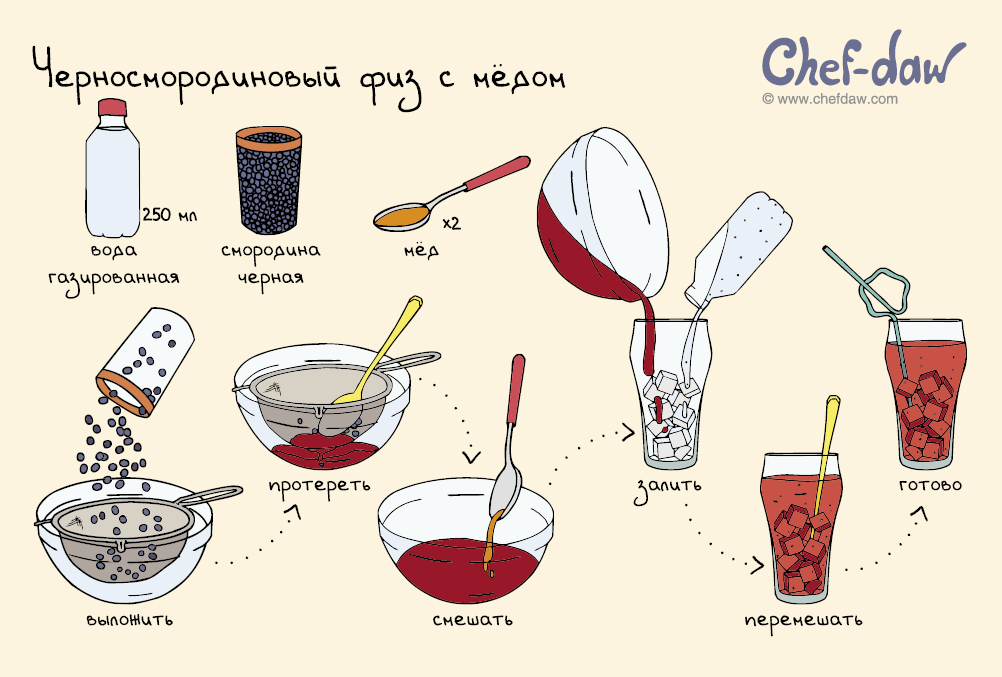 Черносмородиновый физ с мёдом
Chef-daw
© www.chefdaw.com
250 мл
x2
вода
газированная
смородина
черная
мёд
протереть
залить
готово
выложить
смешать
перемешать